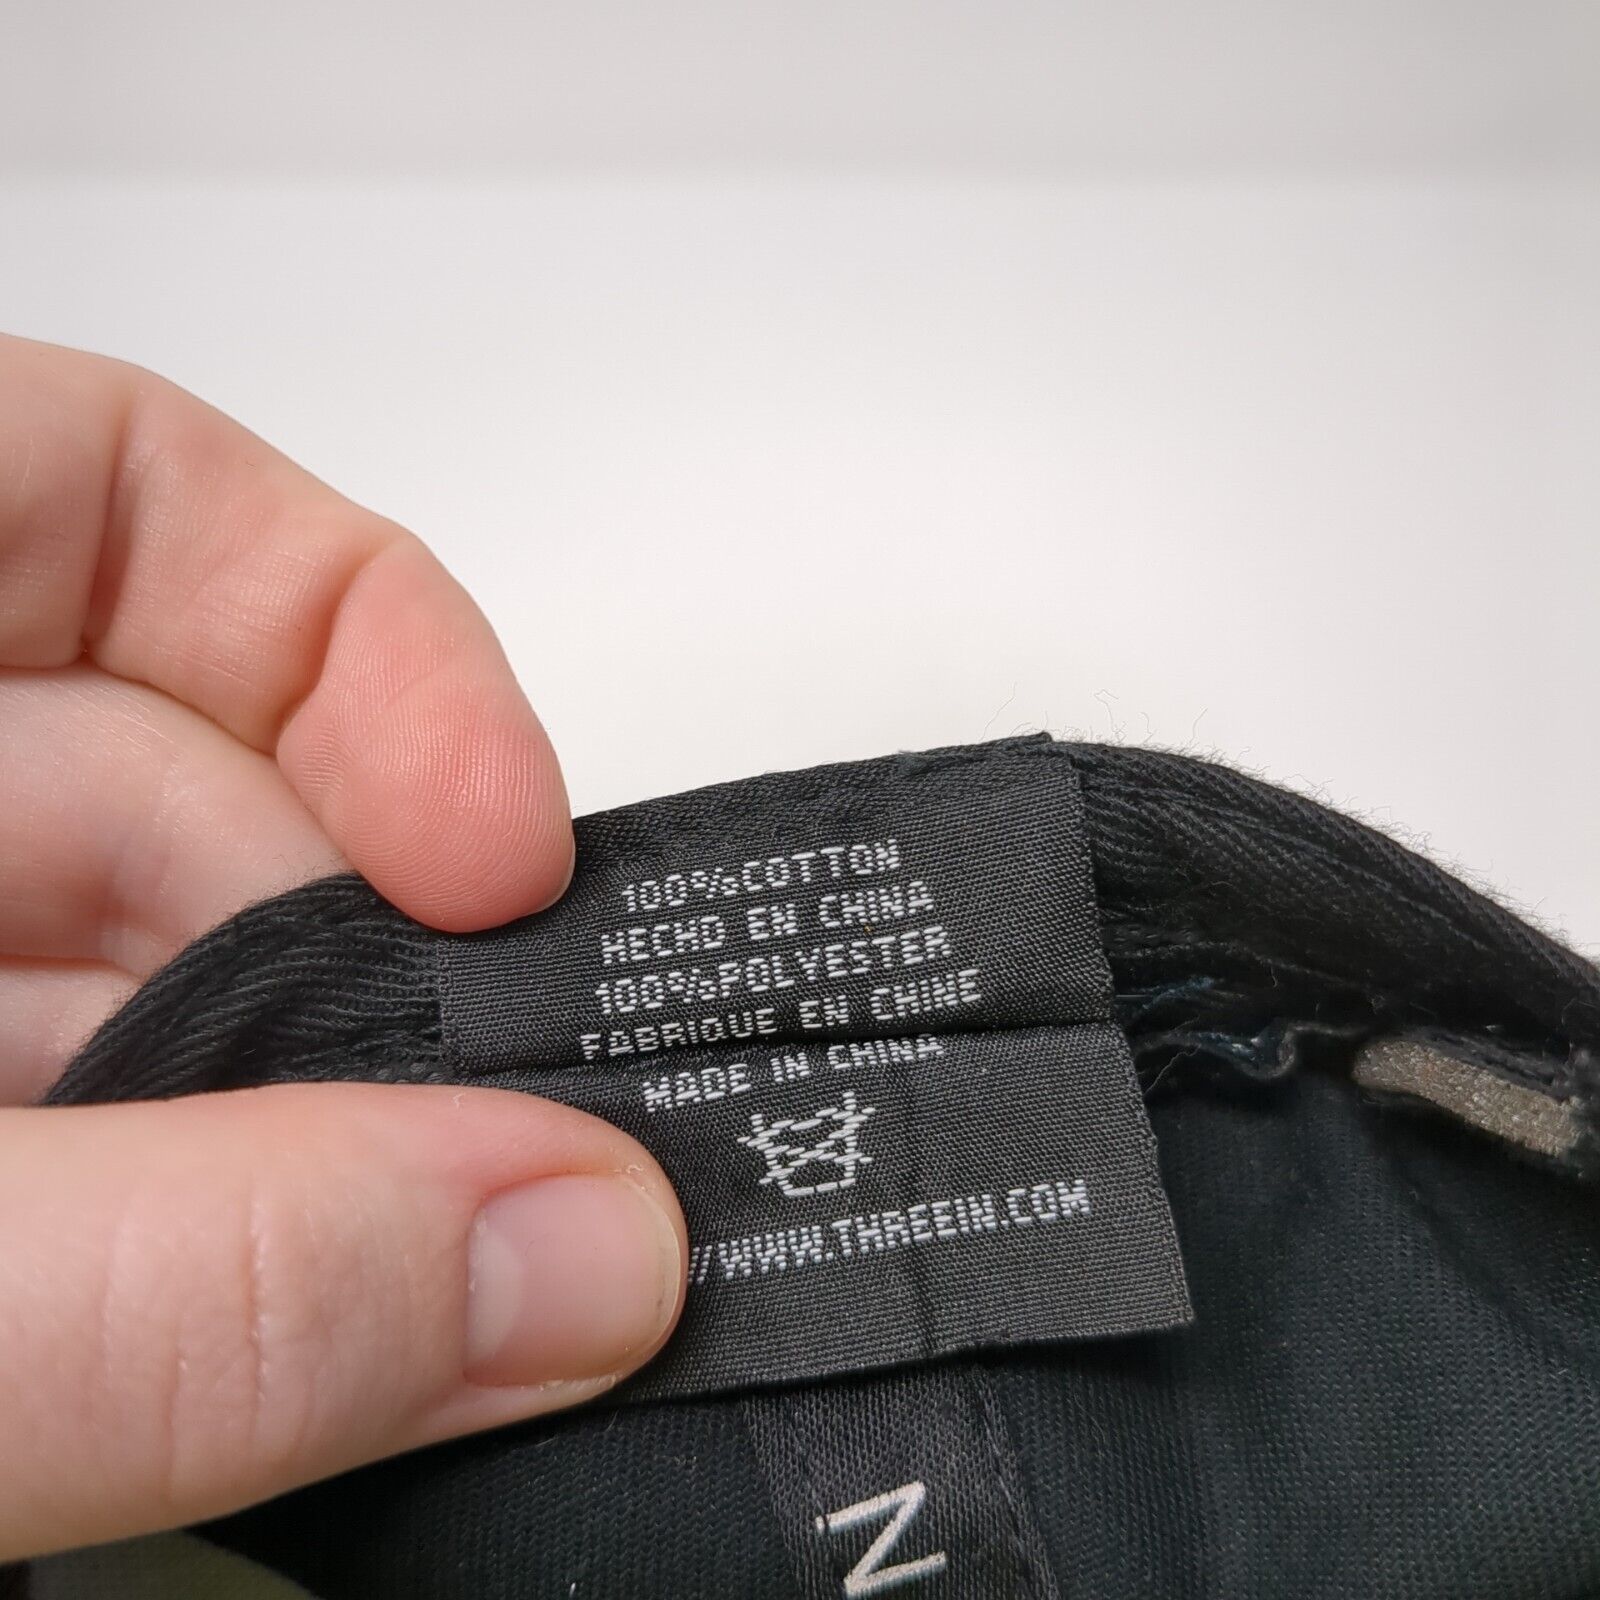 100%COTTON
HECHO EN CHINA
100%POLYESTER
FABRIQUE EN CHINE
MADE IN CHINA
/WWW.THREEIN.COM
N